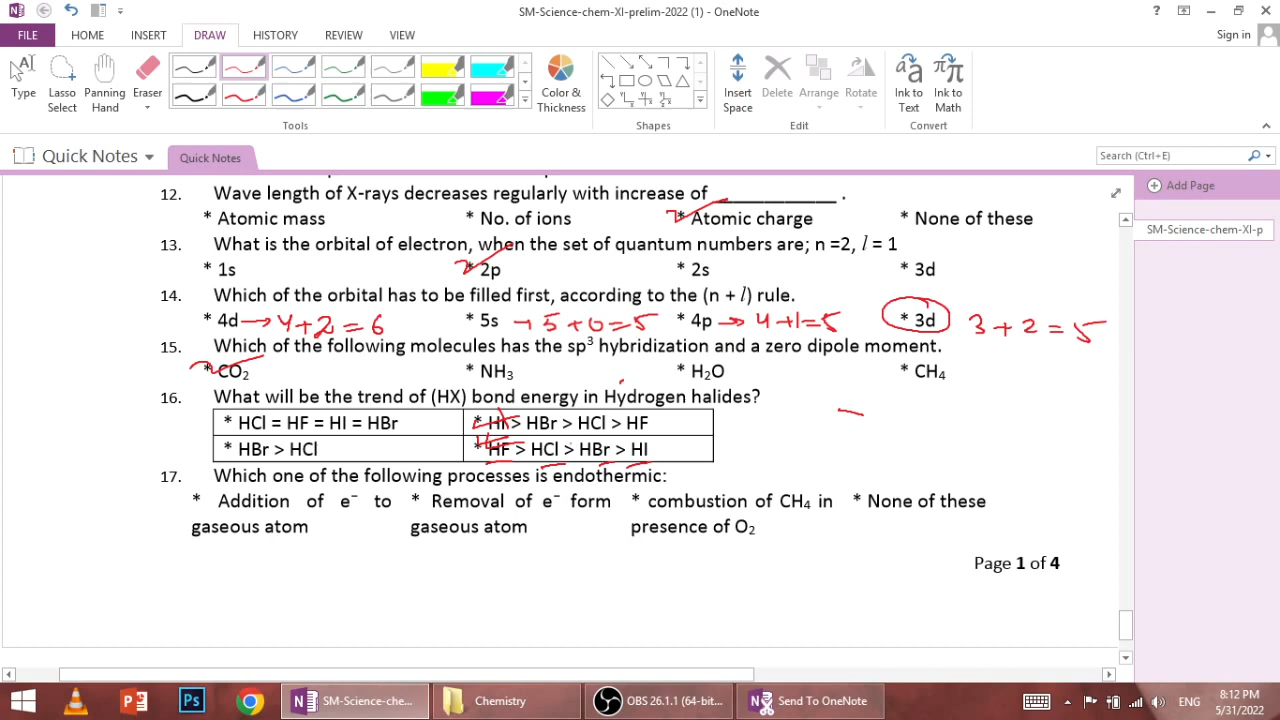 SM-Science-chem-XI-prelim-2022 (1) - OneNote
FILE HOME INSERT DRAW HISTORY REVIEW VIEW Sign in
Type Lasso Select Panning Hand Eraser Color & Thickness Insert Space Delete Arrange Rotate Ink to Text Ink to Math
Tools Shapes Edit Convert
Quick Notes Quick Notes Search (Ctrl+E)
Add Page
SM-Science-chem-XI-p
12. Wave length of X-rays decreases regularly with increase of ____________ .
* Atomic mass * No. of ions * Atomic charge * None of these
13. What is the orbital of electron, when the set of quantum numbers are; n =2, l = 1
* 1s * 2p * 2s * 3d
14. Which of the orbital has to be filled first, according to the (n + l) rule.
* 4d → 4+2=6 * 5s → 5+0=5 * 4p → 4+1=5 * 3d 3+2=5
15. Which of the following molecules has the sp³ hybridization and a zero dipole moment.
* CO₂ * NH₃ * H₂O * CH₄
16. What will be the trend of (HX) bond energy in Hydrogen halides?
* HCl = HF = HI = HBr * HI > HBr > HCl > HF
* HBr > HCl * HF > HCl > HBr > HI
17. Which one of the following processes is endothermic:
* Addition of e⁻ to * Removal of e⁻ form * combustion of CH₄ in * None of these
gaseous atom gaseous atom presence of O₂
Page 1 of 4
SM-Science-che... Chemistry OBS 26.1.1 (64-bit... Send To OneNote ENG 8:12 PM
5/31/2022